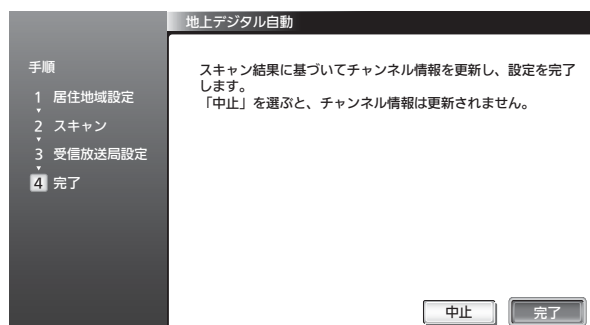 地上デジタル自動
手順
1 居住地域設定
2 スキャン
3 受信放送局設定
4 完了
スキャン結果に基づいてチャンネル情報を更新し、設定を完了
します。
「中止」を選ぶと、チャンネル情報は更新されません。
中止
完了